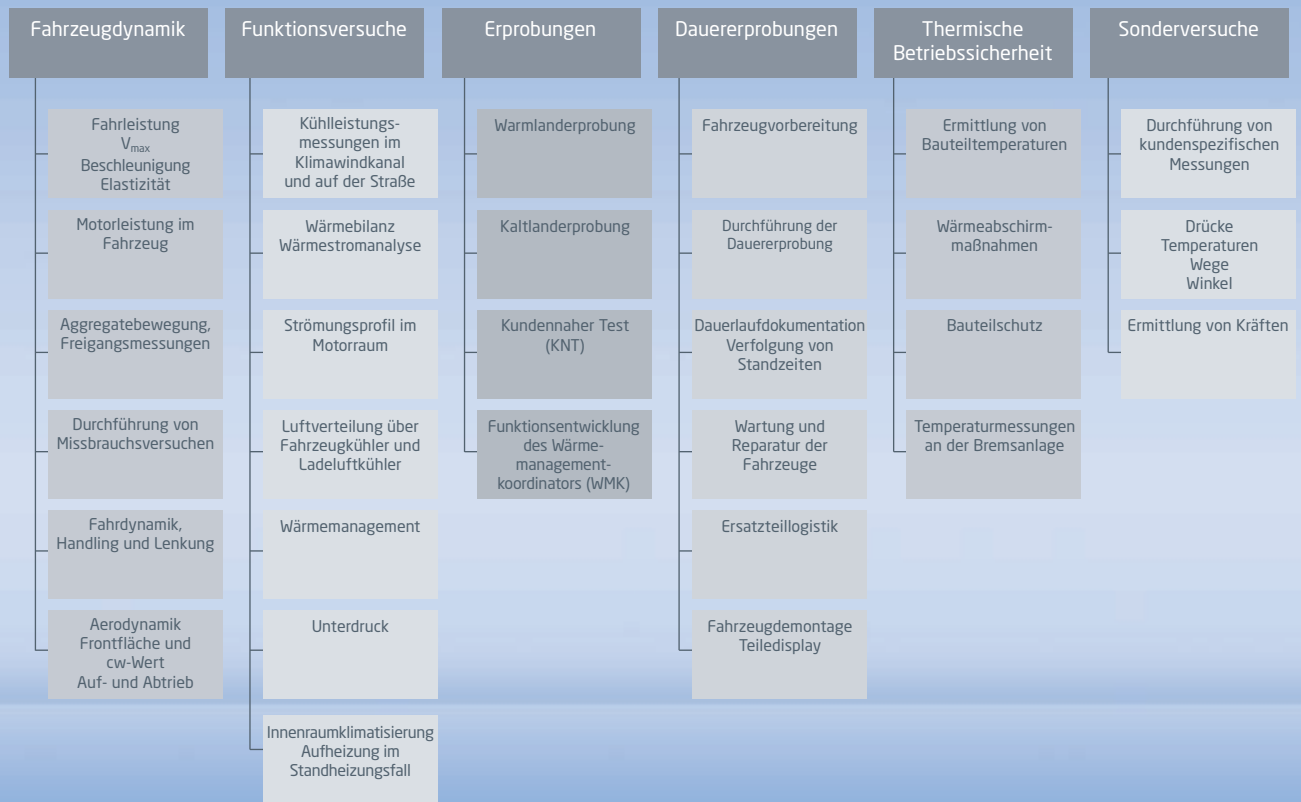 Fahrzeugdynamik
Fahrleistung
Vmax
Beschleunigung
Elastizität
Motorleistung im
Fahrzeug
Aggregatebewegung,
Freigangsmessungen
Durchführung von
Missbrauchsversuchen
Fahrdynamik,
Handling und Lenkung
Aerodynamik
Frontfläche und
cw-Wert
Auf- und Abtrieb
Funktionsversuche
Kühlleistungs-
messungen im
Klimawindkanal
und auf der Straße
Wärmebilanz
Wärmestromanalyse
Strömungsprofil im
Motorraum
Luftverteilung über
Fahrzeugkühler und
Ladeluftkühler
Wärmemanagement
Unterdruck
Innenraumklimatisierung
Aufheizung im
Standheizungsfall
Erprobungen
Warmlanderprobung
Kaltlanderprobung
Kundennaher Test
(KNT)
Funktionsentwicklung
des Wärme-
management-
koordinators (WMK)
Dauererprobungen
Fahrzeugvorbereitung
Durchführung der
Dauererprobung
Dauerlaufdokumentation
Verfolgung von
Standzeiten
Wartung und
Reparatur der
Fahrzeuge
Ersatzteillogistik
Fahrzeugdemontage
Teiledisplay
Thermische
Betriebssicherheit
Ermittlung von
Bauteiltemperaturen
Wärmeabschirm-
maßnahmen
Bauteilschutz
Temperaturmessungen
an der Bremsanlage
Sonderversuche
Durchführung von
kundenspezifischen
Messungen
Drücke
Temperaturen
Wege
Winkel
Ermittlung von Kräften